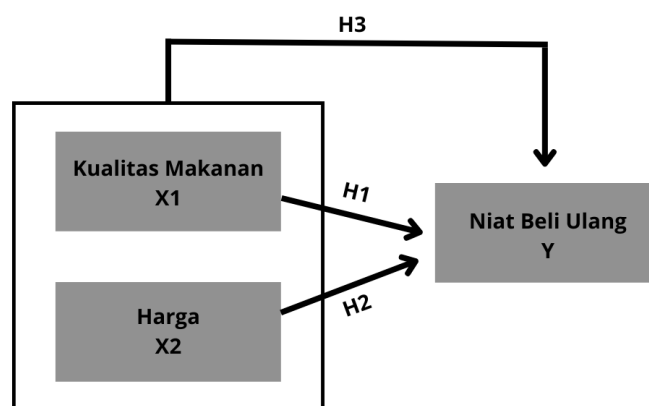 H3
Kualitas Makanan
X1
H1
Niat Beli Ulang
Y
Harga
X2
H2